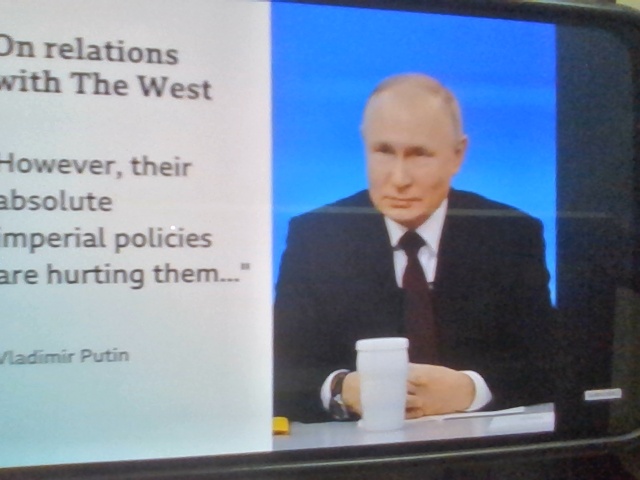 On relations
with The West
However, their
absolute
imperial policies
are hurting them..."
Vladimir Putin